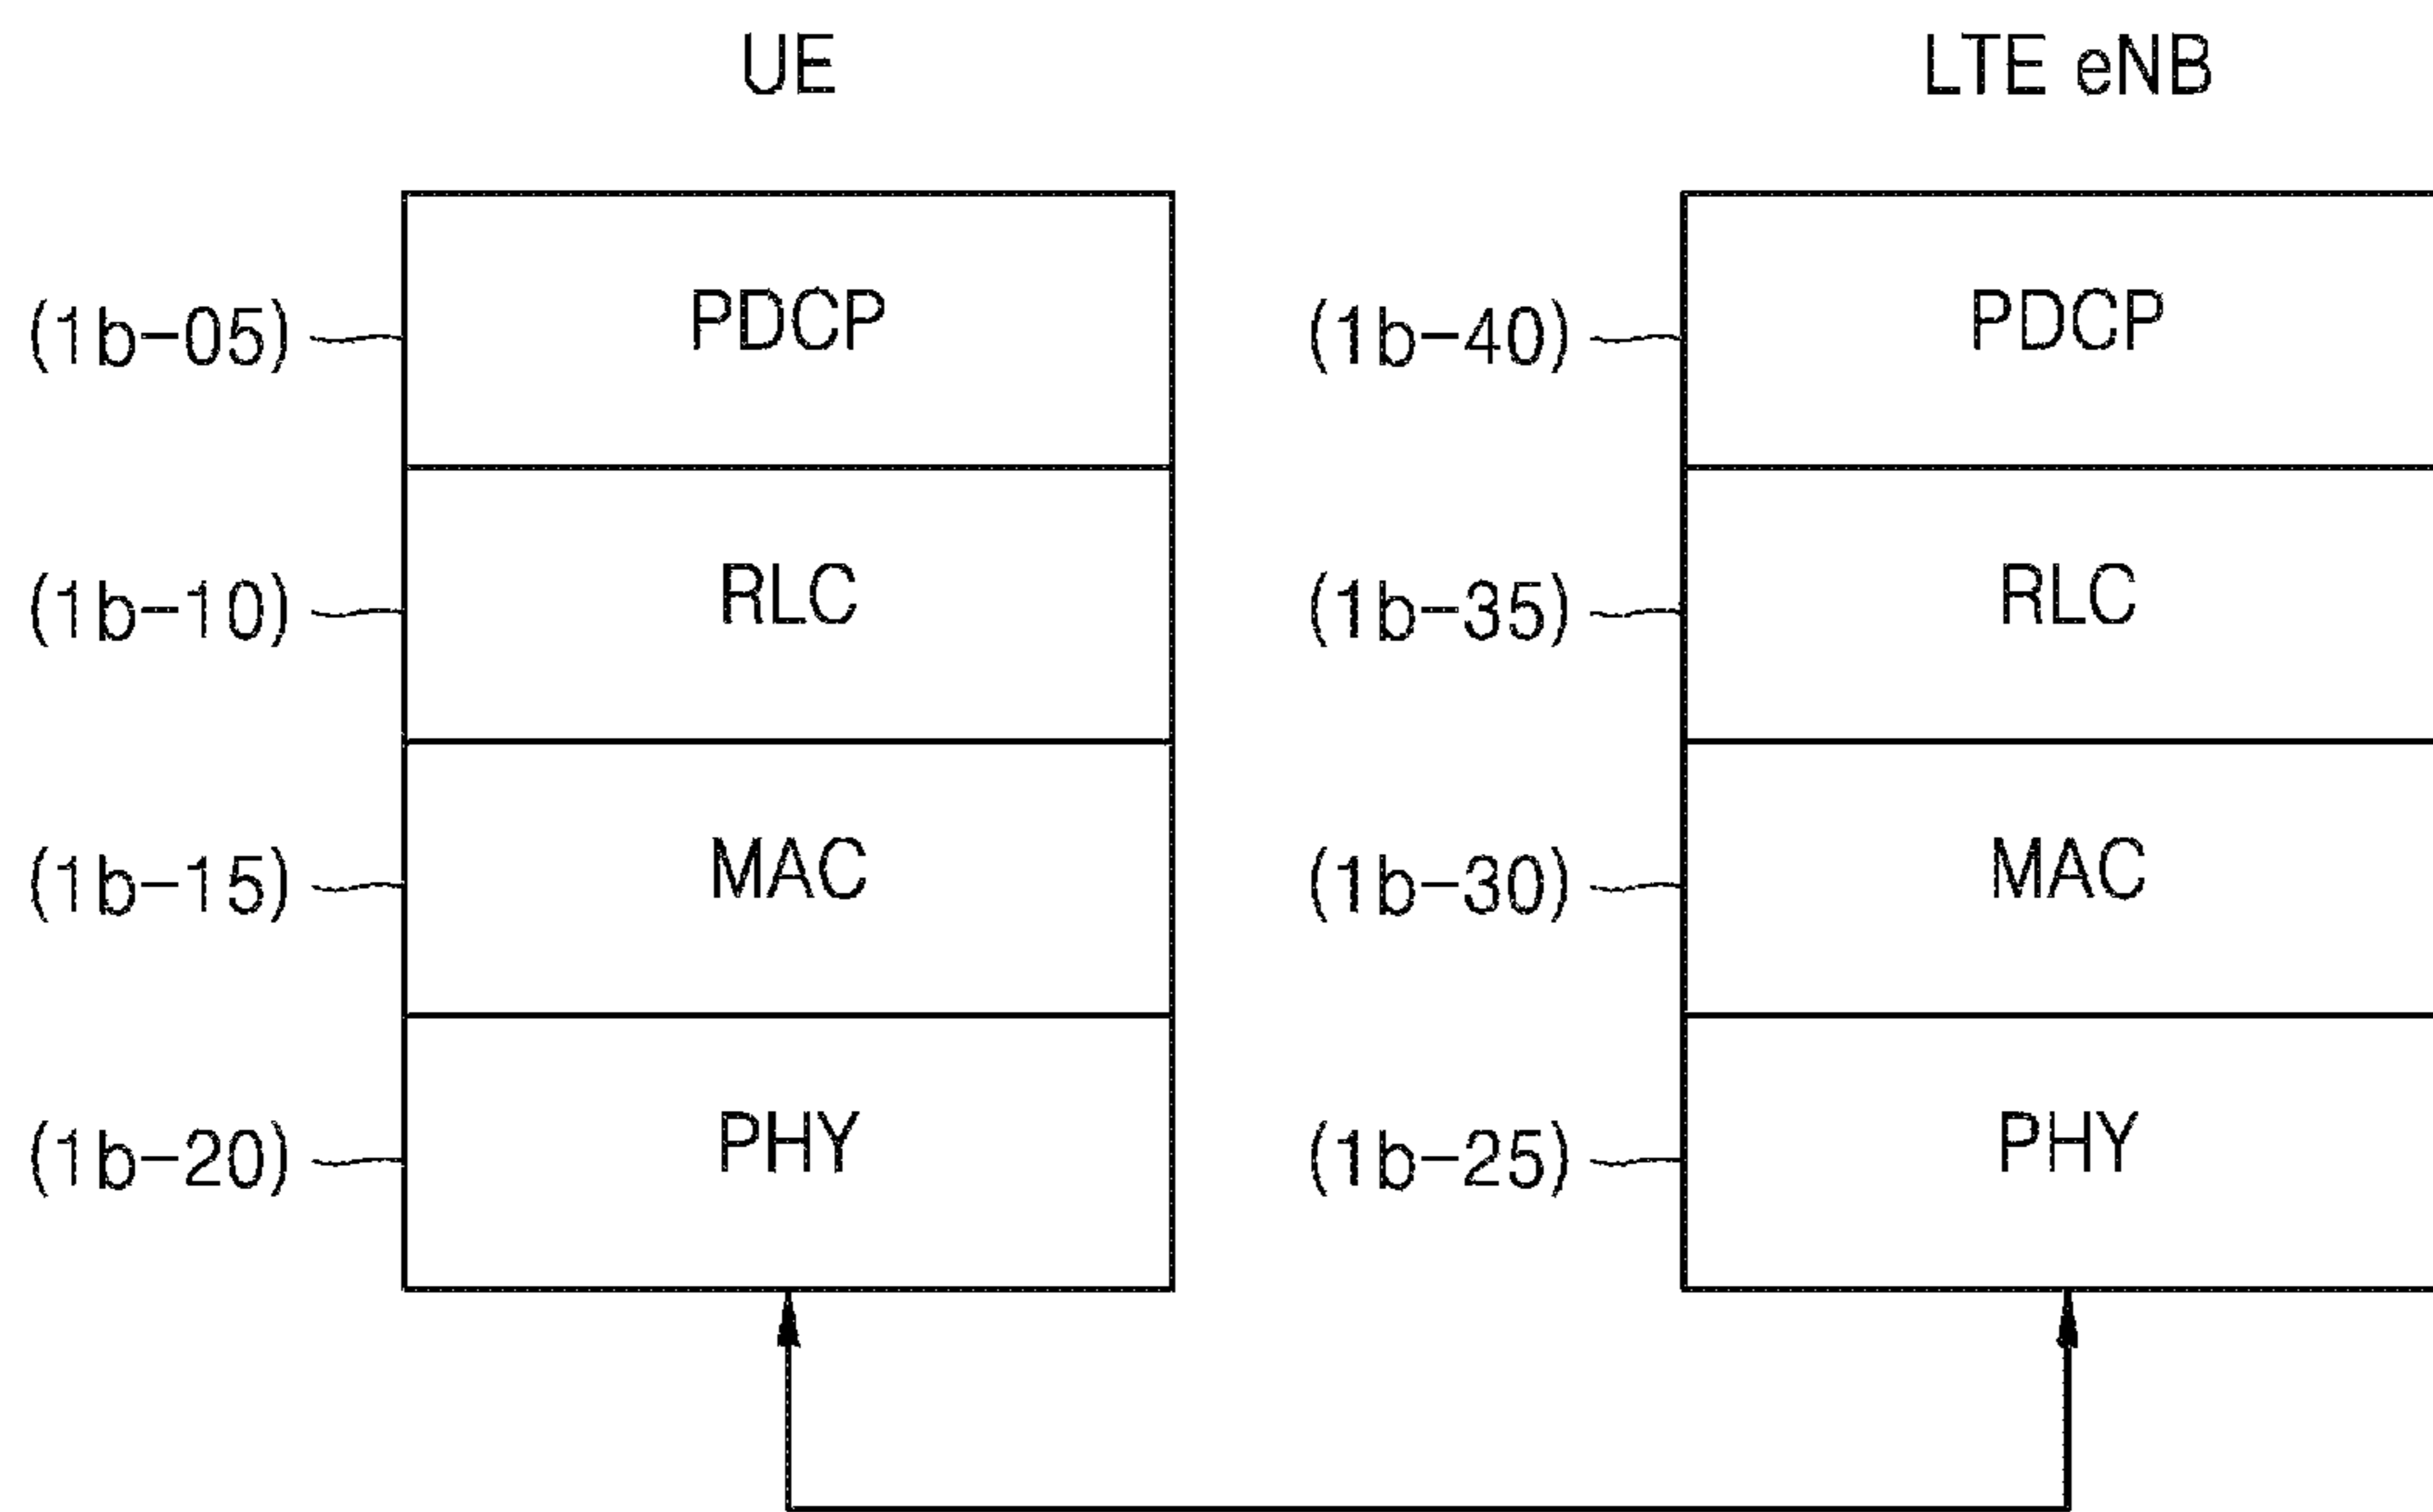 UE LTE eNB
(1b-05) PDCP (1b-40) PDCP
(1b-10) RLC (1b-35) RLC
(1b-15) MAC (1b-30) MAC
(1b-20) PHY (1b-25) PHY